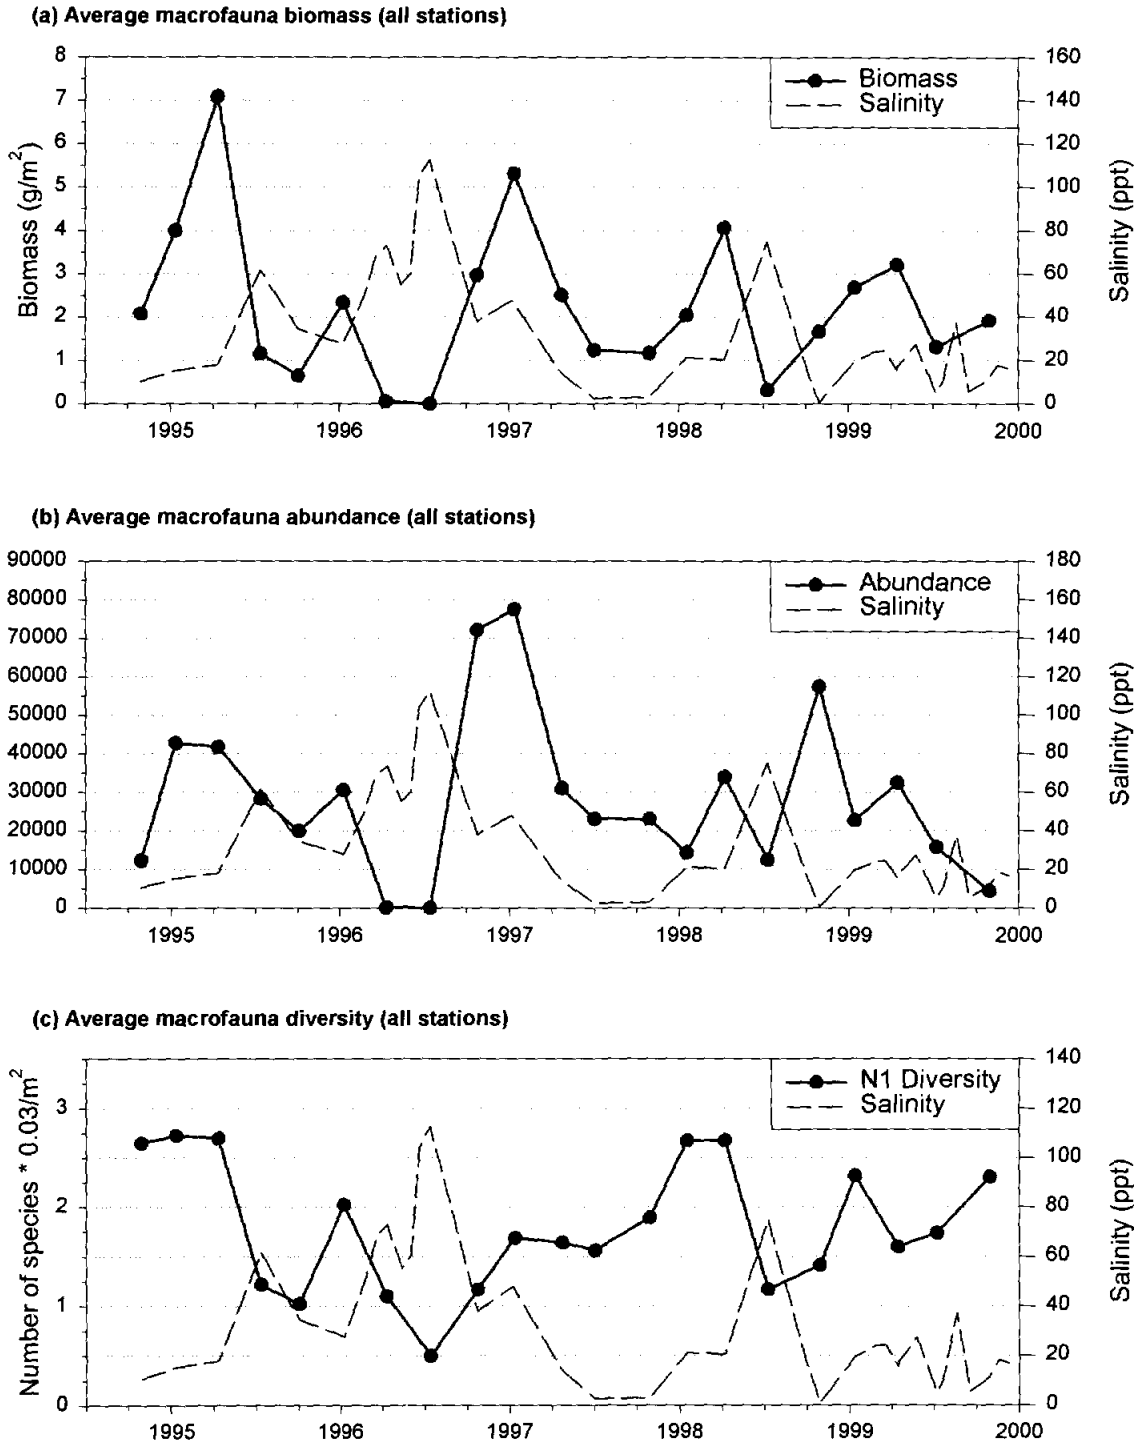 (a) Average macrofauna biomass (all stations)
8
7
6
5
4
3
2
1
0
Biomass (g/m2)
160
140
120
100
80
60
40
20
0
Salinity (ppt)
Biomass
Salinity
1995 1996 1997 1998 1999 2000
(b) Average macrofauna abundance (all stations)
90000
80000
70000
60000
50000
40000
30000
20000
10000
0
180
160
140
120
100
80
60
40
20
0
Salinity (ppt)
Abundance
Salinity
1995 1996 1997 1998 1999 2000
(c) Average macrofauna diversity (all stations)
3
2
1
0
Number of species * 0.03/m2
140
120
100
80
60
40
20
0
Salinity (ppt)
N1 Diversity
Salinity
1995 1996 1997 1998 1999 2000